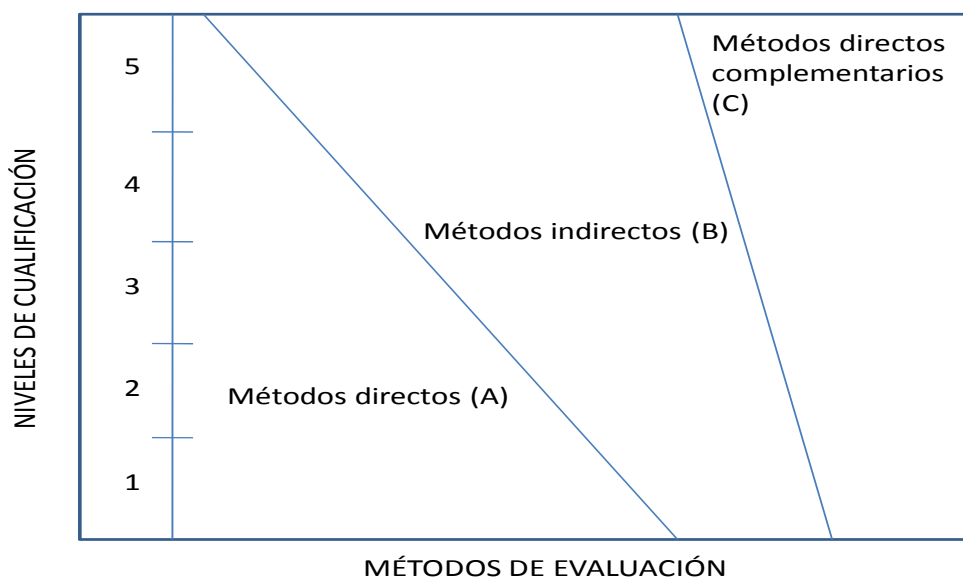 Métodos directos
complementarios
(C)
5
4
Métodos indirectos (B)
3
2
Métodos directos (A)
1
NIVELES DE CUALIFICACIÓN
MÉTODOS DE EVALUACIÓN